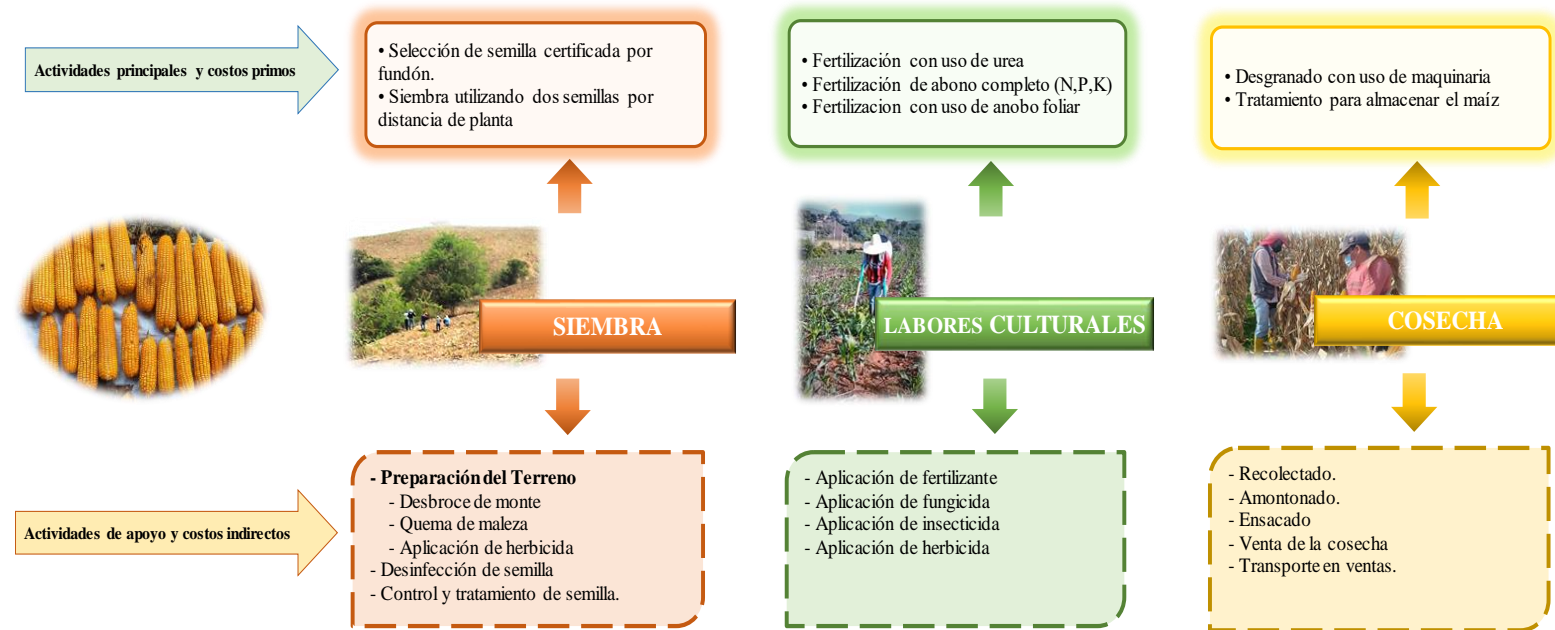 Actividades principales y costos primos
• Selección de semilla certificada por
fundón.
• Siembra utilizando dos semillas por
distancia de planta
• Fertilización con uso de urea
• Fertilización de abono completo (N,P,K)
• Fertilizacion con uso de anobo foliar
• Desgranado con uso de maquinaria
• Tratamiento para almacenar el maíz
SIEMBRA
LABORES CULTURALES
COSECHA
Actividades de apoyo y costos indirectos
- Preparación del Terreno
- Desbroce de monte
- Quema de maleza
- Aplicación de herbicida
- Desinfección de semilla
- Control y tratamiento de semilla.
- Aplicación de fertilizante
- Aplicación de fungicida
- Aplicación de insecticida
- Aplicación de herbicida
- Recolectado.
- Amontonado.
- Ensacado
- Venta de la cosecha
- Transporte en ventas.